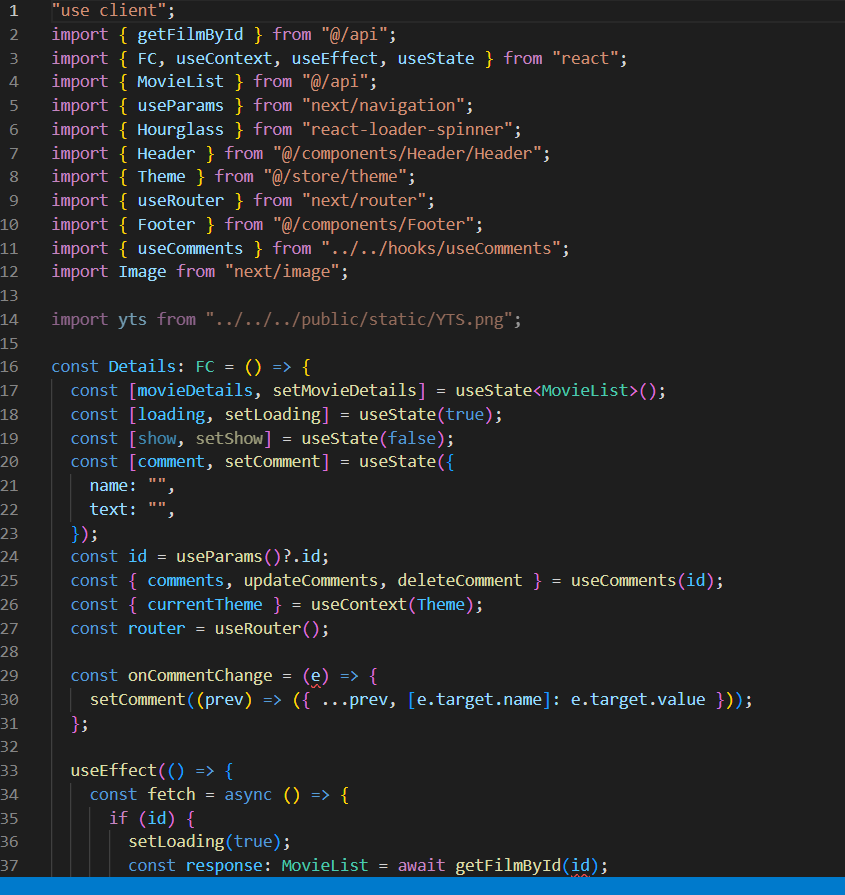 1 "use client";
2 import { getFilmById } from "@/api";
3 import { FC, useContext, useEffect, useState } from "react";
4 import { MovieList } from "@/api";
5 import { useParams } from "next/navigation";
6 import { Hourglass } from "react-loader-spinner";
7 import { Header } from "@/components/Header/Header";
8 import { Theme } from "@/store/theme";
9 import { useRouter } from "next/router";
10 import { Footer } from "@/components/Footer";
11 import { useComments } from "../../hooks/useComments";
12 import Image from "next/image";
13
14 import yts from "../../../public/static/YTS.png";
15
16 const Details: FC = () => {
17   const [movieDetails, setMovieDetails] = useState<MovieList>();
18   const [loading, setLoading] = useState(true);
19   const [show, setShow] = useState(false);
20   const [comment, setComment] = useState({
21     name: "",
22     text: "",
23   });
24   const id = useParams()?.id;
25   const { comments, updateComments, deleteComment } = useComments(id);
26   const { currentTheme } = useContext(Theme);
27   const router = useRouter();
28
29   const onCommentChange = (e) => {
30     setComment((prev) => ({ ...prev, [e.target.name]: e.target.value }));
31   };
32
33   useEffect(() => {
34     const fetch = async () => {
35       if (id) {
36         setLoading(true);
37         const response: MovieList = await getFilmById(id);